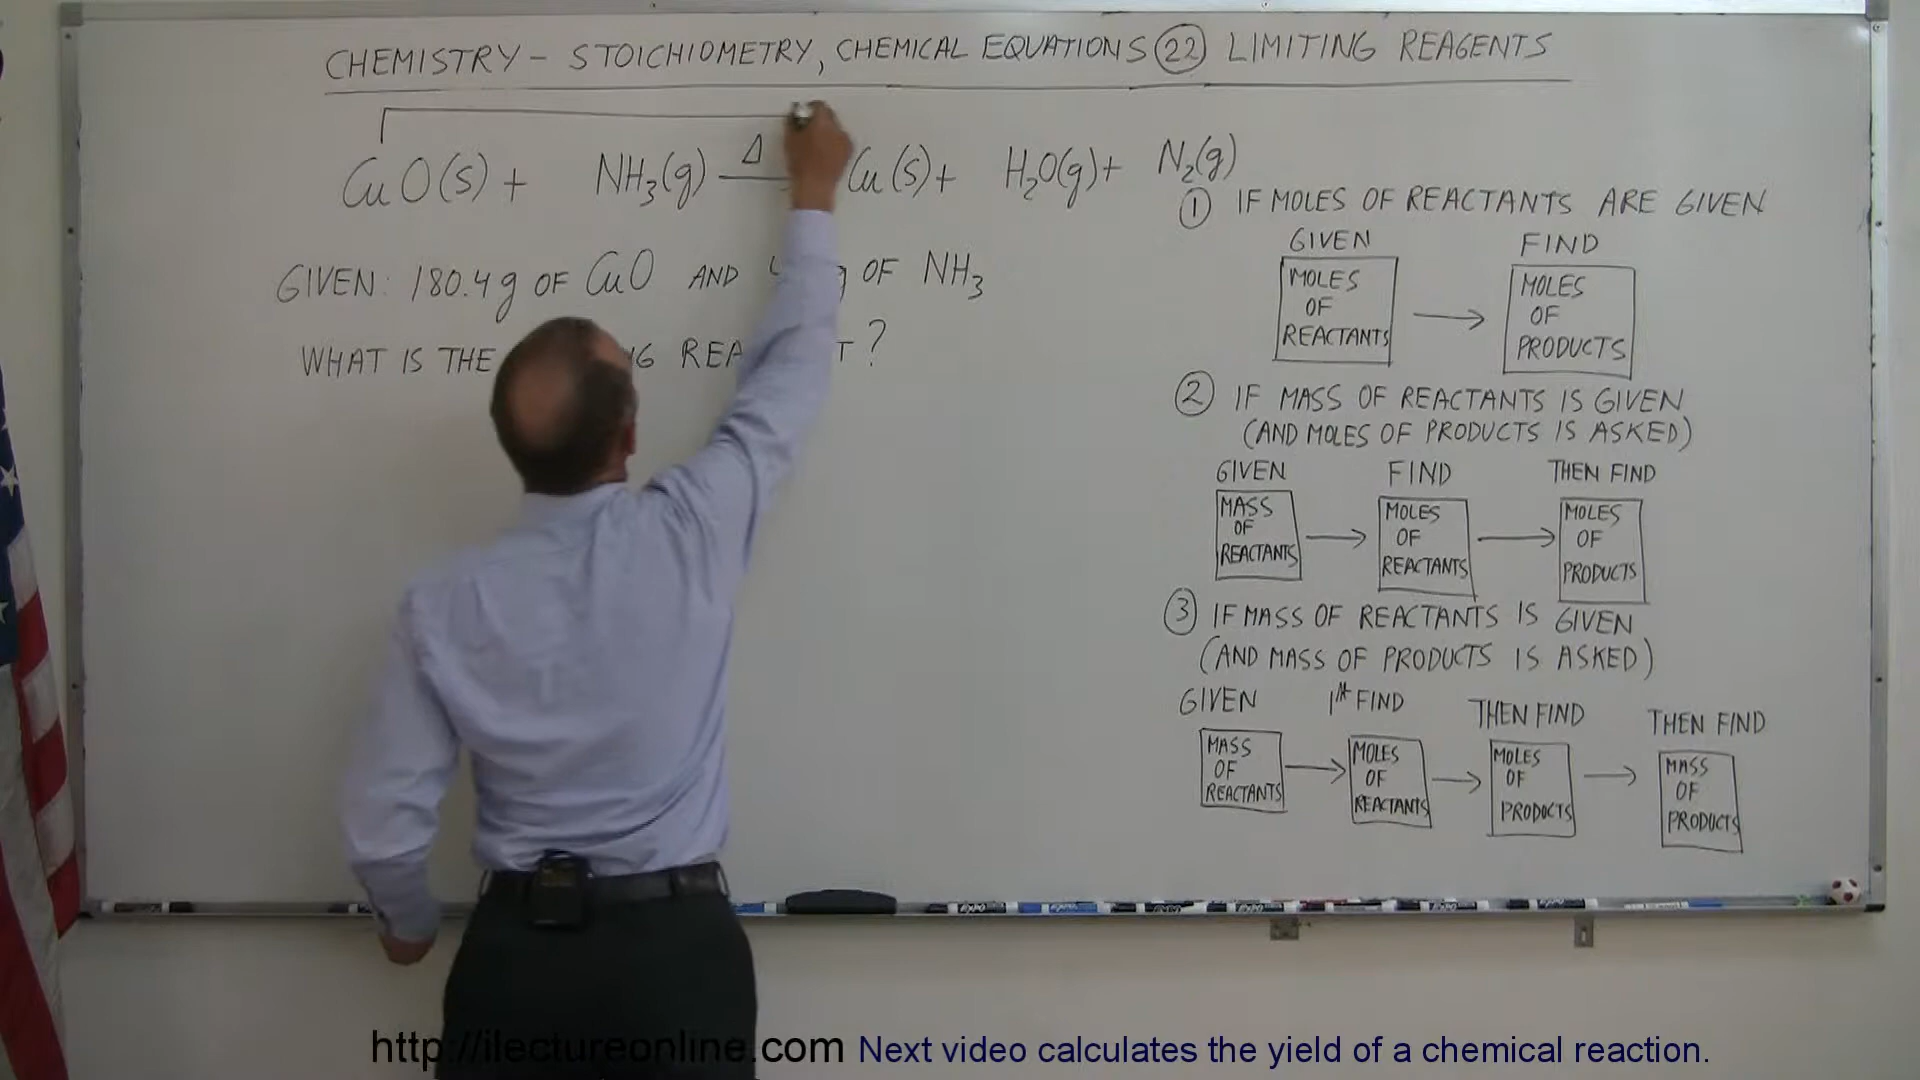 CHEMISTRY - STOICHIOMETRY, CHEMICAL EQUATIONS 22 LIMITING REAGENTS
CuO(s) + NH₃(g) Δ Cu(s) + H₂O(g) + N₂(g)
GIVEN: 180.4g OF CuO AND g OF NH₃
WHAT IS THE ?
① IF MOLES OF REACTANTS ARE GIVEN
GIVEN FIND
MOLES OF REACTANTS → MOLES OF PRODUCTS
② IF MASS OF REACTANTS IS GIVEN
(AND MOLES OF PRODUCTS IS ASKED)
GIVEN FIND THEN FIND
MASS OF REACTANTS → MOLES OF REACTANTS → MOLES OF PRODUCTS
③ IF MASS OF REACTANTS IS GIVEN
(AND MASS OF PRODUCTS IS ASKED)
GIVEN 1st FIND THEN FIND THEN FIND
MASS OF REACTANTS → MOLES OF REACTANTS → MOLES OF PRODUCTS → MASS OF PRODUCTS
http://ilectureonline.com Next video calculates the yield of a chemical reaction.